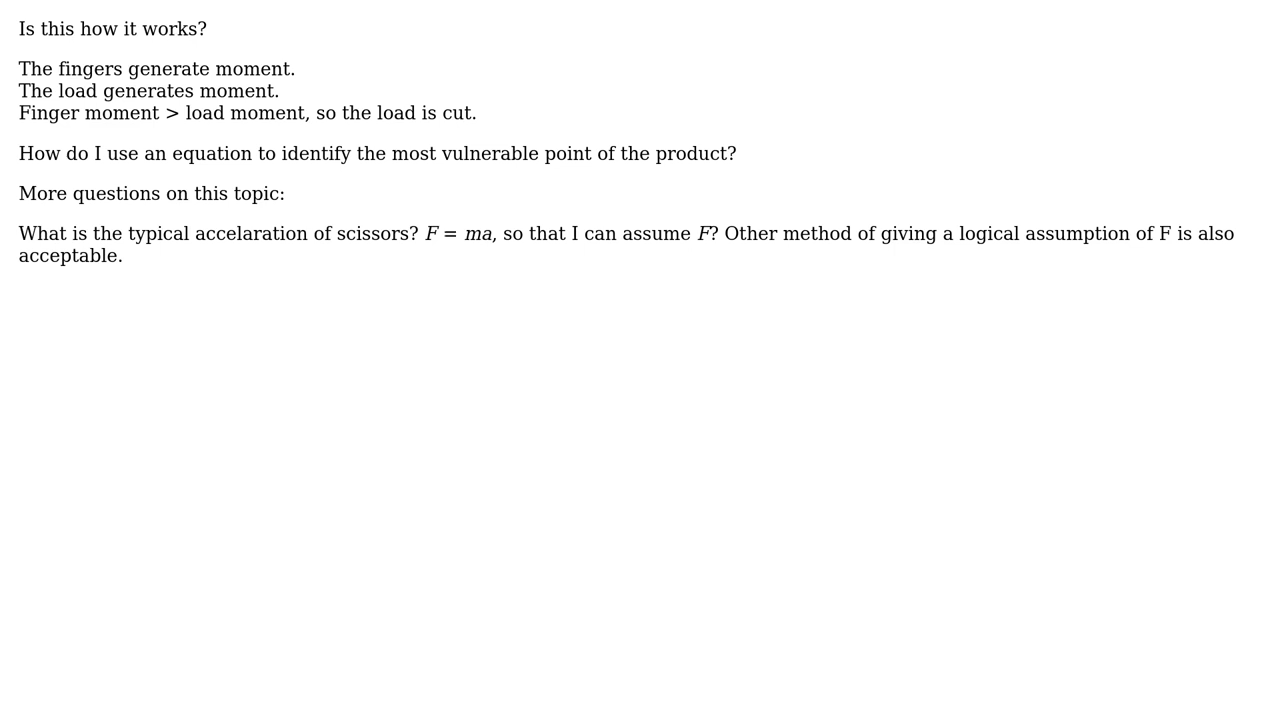 Is this how it works?
The fingers generate moment.
The load generates moment.
Finger moment > load moment, so the load is cut.
How do I use an equation to identify the most vulnerable point of the product?
More questions on this topic:
What is the typical accelaration of scissors? F = ma, so that I can assume F? Other method of giving a logical assumption of F is also
acceptable.